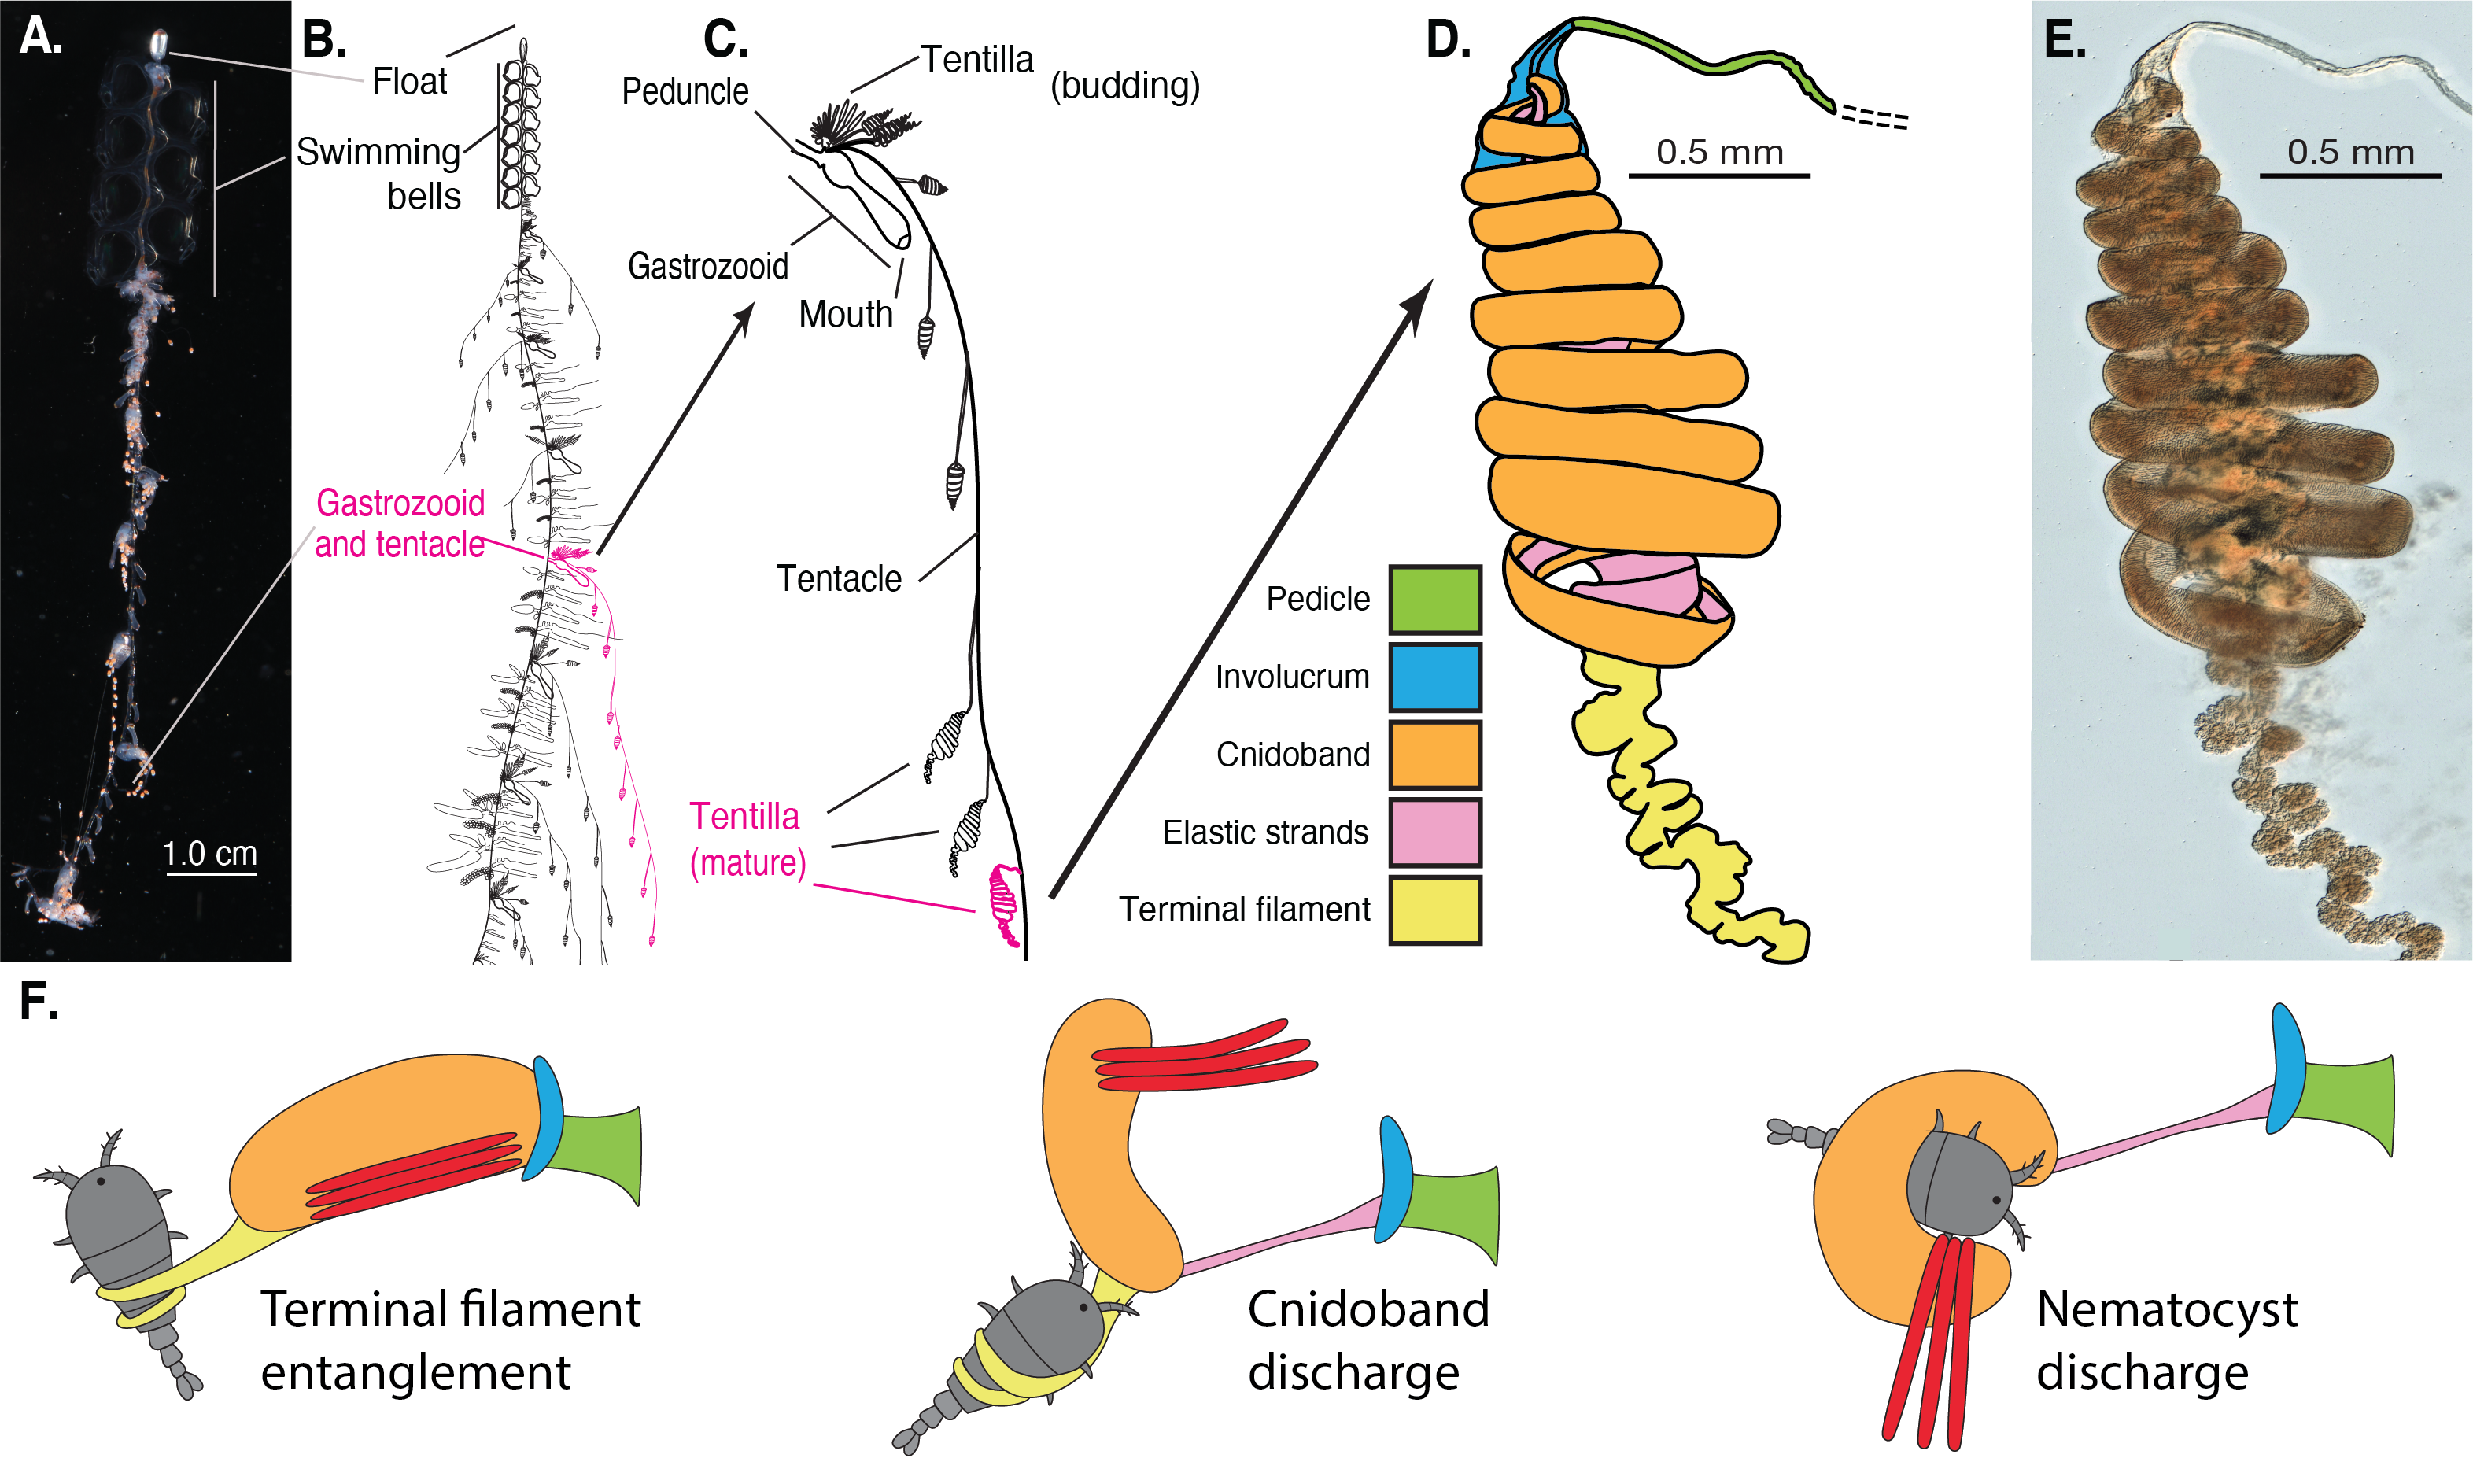 A.
B.
C.
D.
E.
Float
Swimming
bells
Gastrozooid
and tentacle
1.0 cm
Peduncle
Tentilla
(budding)
Gastrozooid
Mouth
Tentacle
Tentilla
(mature)
0.5 mm
Pedicle
Involucrum
Cnidoband
Elastic strands
Terminal filament
0.5 mm
F.
Terminal filament
entanglement
Cnidoband
discharge
Nematocyst
discharge